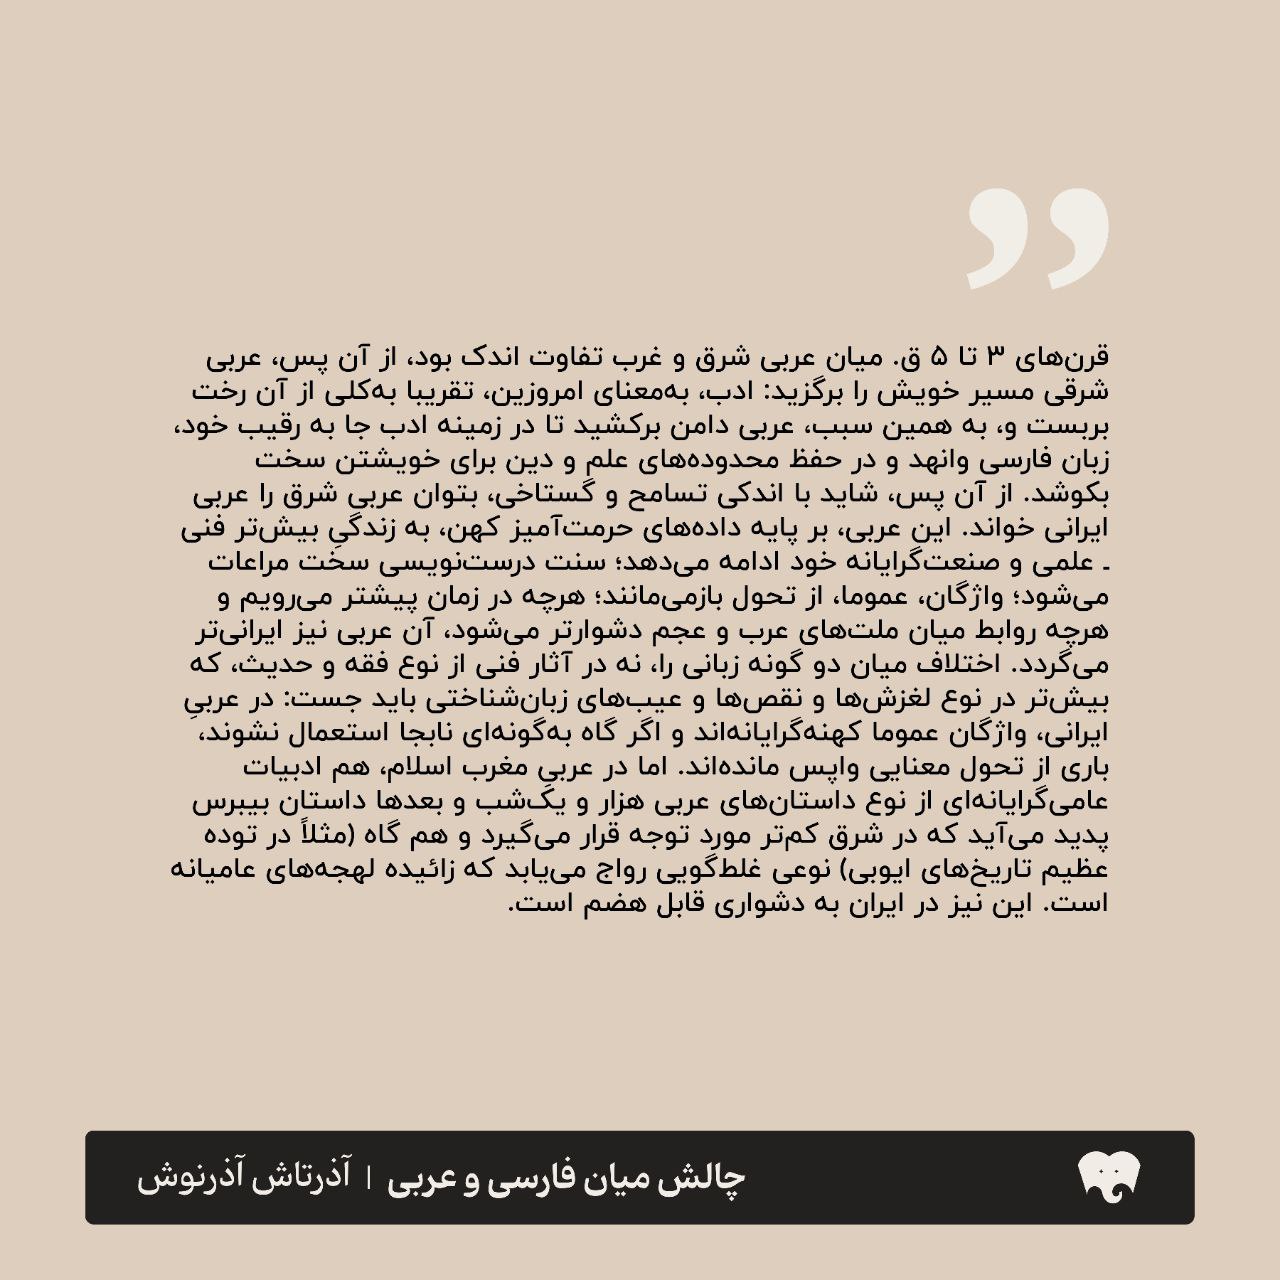 قرن‌های ۳ تا ۵ ق. میان عربی شرق و غرب تفاوت اندک بود، از آن پس، عربی
شرقی مسیر خویش را برگزید: ادب، به‌معنای امروزین، تقریبا به‌کلی از آن رخت
بربست و، به همین سبب، عربی دامن برکشید تا در زمینه ادب جا به رقیب خود،
زبان فارسی وانهد و در حفظ محدوده‌های علم و دین برای خویشتن سخت
بکوشد. از آن پس، شاید با اندکی تسامح و گستاخی، بتوان عربی شرق را عربی
ایرانی خواند. این عربی، بر پایه داده‌های حرمت‌آمیز کهن، به زندگیِ بیش‌تر فنی
ـ علمی و صنعت‌گرایانه خود ادامه می‌دهد؛ سنت درست‌نویسی سخت مراعات
می‌شود؛ واژگان، عموما، از تحول بازمی‌مانند؛ هرچه در زمان پیشتر می‌رویم و
هرچه روابط میان ملت‌های عرب و عجم دشوارتر می‌شود، آن عربی نیز ایرانی‌تر
می‌گردد. اختلاف میان دو گونه زبانی را، نه در آثار فنی از نوع فقه و حدیث، که
بیش‌تر در نوع لغزش‌ها و نقص‌ها و عیب‌های زبان‌شناختی باید جست: در عربیِ
ایرانی، واژگان عموما کهنه‌گرایانه‌اند و اگر گاه به‌گونه‌ای نابجا استعمال نشوند،
باری از تحول معنایی واپس مانده‌اند. اما در عربیِ مغرب اسلام، هم ادبیات
عامی‌گرایانه‌ای از نوع داستان‌های عربی هزار و یک‌شب و بعدها داستان بیبرس
پدید می‌آید که در شرق کم‌تر مورد توجه قرار می‌گیرد و هم گاه (مثلاً در توده
عظیم تاریخ‌های ایوبی) نوعی غلط‌گویی رواج می‌یابد که زائیده لهجه‌های عامیانه
است. این نیز در ایران به دشواری قابل هضم است.
چالش میان فارسی و عربی | آذرتاش آذرنوش